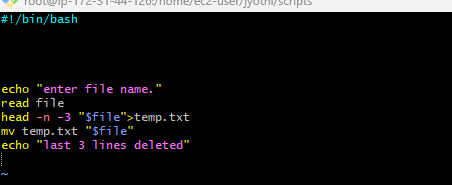 root@ip-172-31-44-126:/home/ec2-user/jyothi/scripts
#!/bin/bash
echo "enter file name."
read file
head -n -3 "$file">temp.txt
mv temp.txt "$file"
echo "last 3 lines deleted"
~